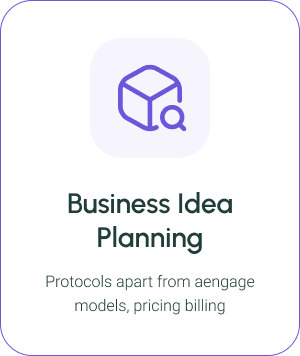 Business Idea
Planning
Protocols apart from aengage
models, pricing billing